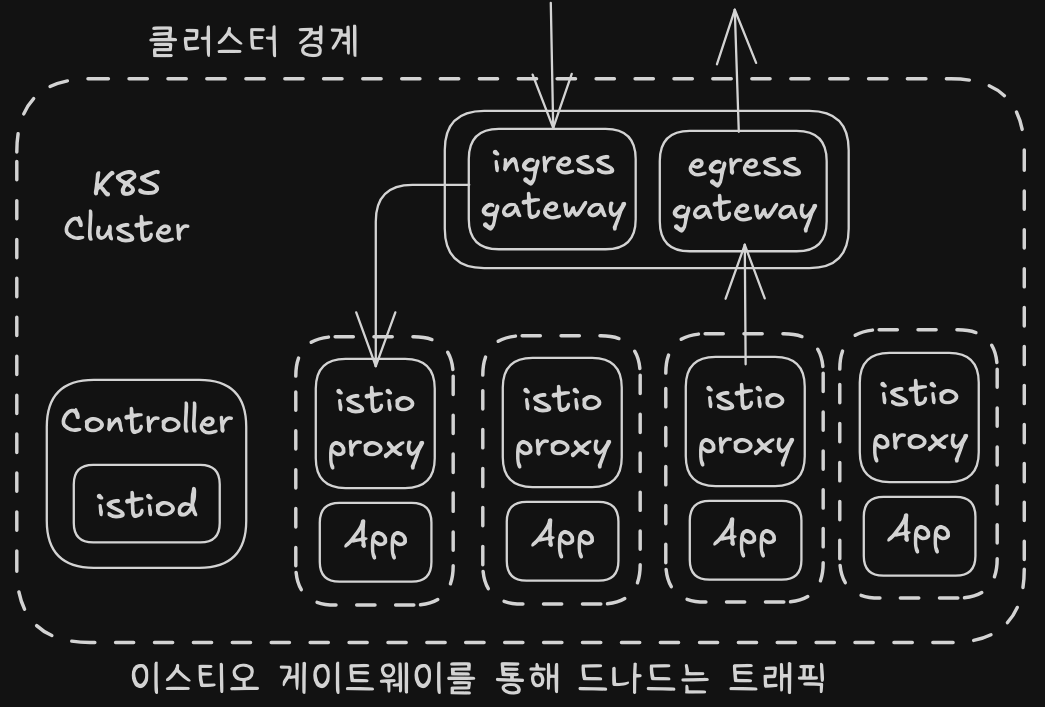 클러스터 경계
K8S
Cluster
ingress
gateway
egress
gateway
Controller
istiod
istio
proxy
App
istio
proxy
App
istio
proxy
App
istio
proxy
App
이스티오 게이트웨이를 통해 드나드는 트래픽